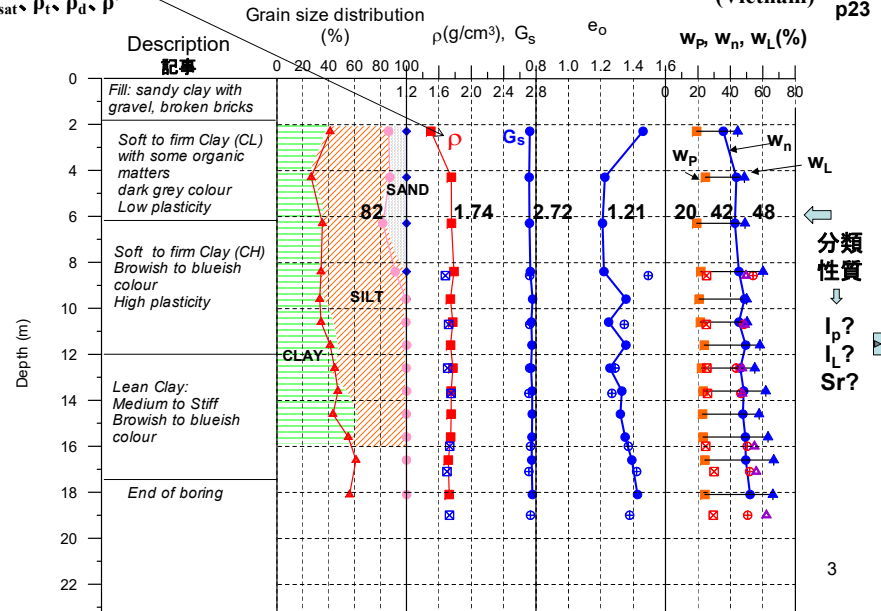 sat、ρt、ρd、ρ'
(Vietnam) p23
Grain size distribution
(%)
ρ(g/cm³), Gs
eo
wP, wn, wL(%)
Description
記事
0 20 40 60 80 100
1.2 1.6 2.0 2.4 2.8
0.8 1.0 1.2 1.4 1.6
0 20 40 60 80
Depth (m)
0
2
4
6
8
10
12
14
16
18
20
22
Fill: sandy clay with
gravel, broken bricks
Soft to firm Clay (CL)
with some organic
matters
dark grey colour
Low plasticity
Soft to firm Clay (CH)
Browish to blueish
colour
High plasticity
Lean Clay:
Medium to Stiff
Browish to blueish
colour
End of boring
CLAY
SILT
SAND
ρ
Gs
wP
wn
wL
82 1.74 2.72 1.21 20 42 48
分類
性質
⇩
Ip?
IL?
Sr?
3